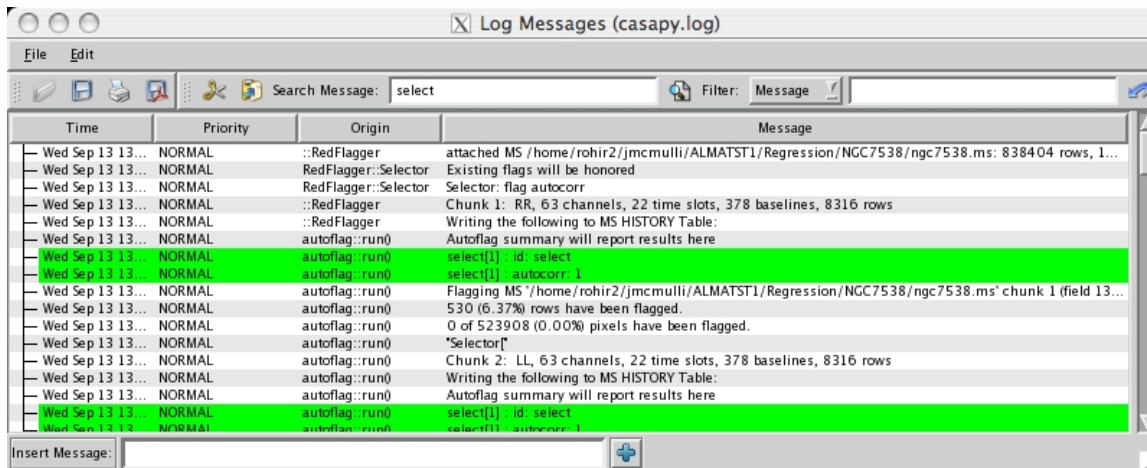 X Log Messages (casapy.log)
File Edit
Search Message: select Filter: Message
Time Priority Origin Message
Wed Sep 13 13... NORMAL ::RedFlagger attached MS /home/rohir2/jmcmulli/ALMATST1/Regression/NGC7538/ngc7538.ms: 838404 rows, 1...
Wed Sep 13 13... NORMAL RedFlagger::Selector Existing flags will be honored
Wed Sep 13 13... NORMAL RedFlagger::Selector Selector: flag autocorr
Wed Sep 13 13... NORMAL ::RedFlagger Chunk 1: RR, 63 channels, 22 time slots, 378 baselines, 8316 rows
Wed Sep 13 13... NORMAL ::RedFlagger Writing the following to MS HISTORY Table:
Wed Sep 13 13... NORMAL autoflag::run() Autoflag summary will report results here
Wed Sep 13 13... NORMAL autoflag::run() select[1] : id: select
Wed Sep 13 13... NORMAL autoflag::run() select[1] : autocorr: 1
Wed Sep 13 13... NORMAL autoflag::run() Flagging MS '/home/rohir2/jmcmulli/ALMATST1/Regression/NGC7538/ngc7538.ms' chunk 1 (field 13...
Wed Sep 13 13... NORMAL autoflag::run() 530 (6.37%) rows have been flagged.
Wed Sep 13 13... NORMAL autoflag::run() 0 of 523908 (0.00%) pixels have been flagged.
Wed Sep 13 13... NORMAL autoflag::run() "Selector["
Wed Sep 13 13... NORMAL autoflag::run() Chunk 2: LL, 63 channels, 22 time slots, 378 baselines, 8316 rows
Wed Sep 13 13... NORMAL autoflag::run() Writing the following to MS HISTORY Table:
Wed Sep 13 13... NORMAL autoflag::run() Autoflag summary will report results here
Wed Sep 13 13... NORMAL autoflag::run() select[1] : id: select
Wed Sep 13 13... NORMAL autoflag::run() select[1] : autocorr: 1
Insert Message: